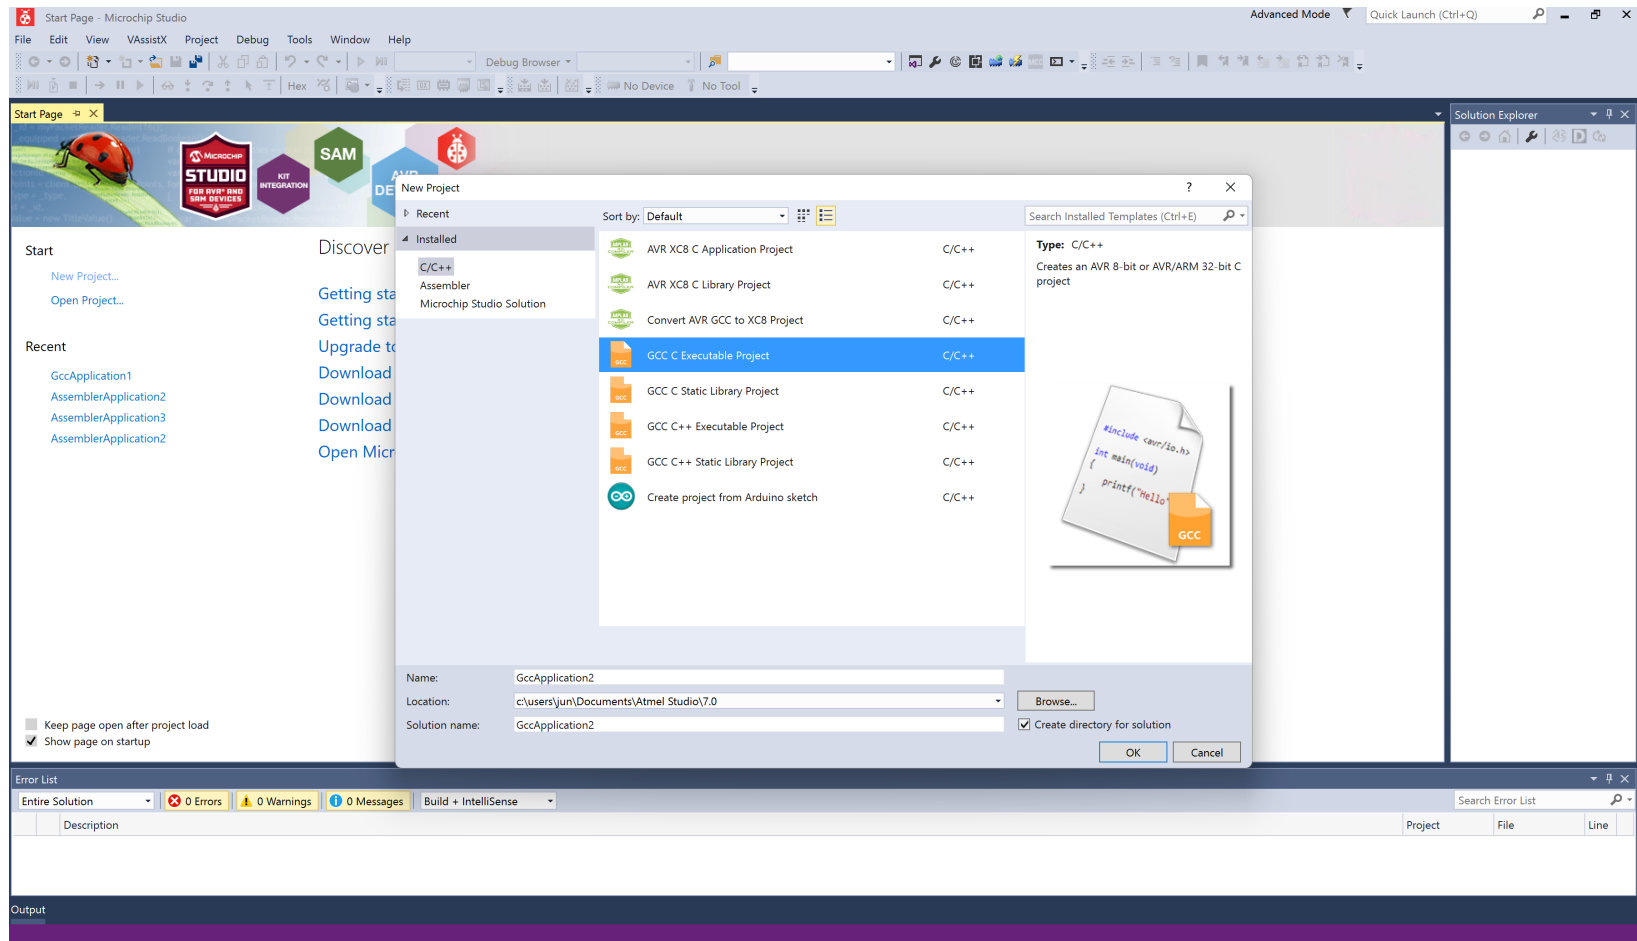 Start Page - Microchip Studio
Advanced Mode
Quick Launch (Ctrl+Q)
File Edit View VAssistX Project Debug Tools Window Help
Debug Browser
Hex
No Device
No Tool
Start Page
Solution Explorer
MICROCHIP
STUDIO
FOR AVR® AND
SAM DEVICES
KIT
INTEGRATION
SAM
AVR
DE
Start
New Project...
Open Project...
Recent
GccApplication1
AssemblerApplication2
AssemblerApplication3
AssemblerApplication2
Discover
Getting sta
Getting sta
Upgrade to
Download
Download
Download
Open Micr
Keep page open after project load
Show page on startup
New Project
?
Recent
Installed
C/C++
Assembler
Microchip Studio Solution
Sort by: Default
Search Installed Templates (Ctrl+E)
AVR XC8 C Application Project C/C++
AVR XC8 C Library Project C/C++
Convert AVR GCC to XC8 Project C/C++
GCC C Executable Project C/C++
GCC C Static Library Project C/C++
GCC C++ Executable Project C/C++
GCC C++ Static Library Project C/C++
Create project from Arduino sketch C/C++
Type: C/C++
Creates an AVR 8-bit or AVR/ARM 32-bit C
project
#include <avr/io.h>
int main(void)
{
printf("Hello"
}
GCC
Name: GccApplication2
Location: c:\users\jun\Documents\Atmel Studio\7.0
Browse...
Solution name: GccApplication2
Create directory for solution
OK
Cancel
Error List
Entire Solution
0 Errors
0 Warnings
0 Messages
Build + IntelliSense
Search Error List
Description Project File Line
Output